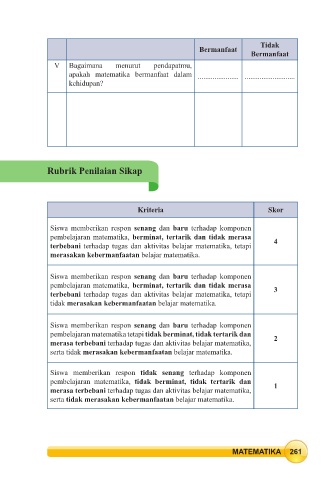 Bermanfaat Tidak Bermanfaat
V Bagaimana menurut pendapatmu,
apakah matematika bermanfaat dalam ..................... ..........................
kehidupan?
Rubrik Penilaian Sikap
Kriteria Skor
Siswa memberikan respon senang dan baru terhadap komponen
pembelajaran matematika, berminat, tertarik dan tidak merasa
terbebani terhadap tugas dan aktivitas belajar matematika, tetapi
merasakan kebermanfaatan belajar matematika.
4
Siswa memberikan respon senang dan baru terhadap komponen
pembelajaran matematika, berminat, tertarik dan tidak merasa
terbebani terhadap tugas dan aktivitas belajar matematika, tetapi
tidak merasakan kebermanfaatan belajar matematika.
3
Siswa memberikan respon senang dan baru terhadap komponen
pembelajaran matematika tetapi tidak berminat, tidak tertarik dan
merasa terbebani terhadap tugas dan aktivitas belajar matematika,
serta tidak merasakan kebermanfaatan belajar matematika.
2
Siswa memberikan respon tidak senang terhadap komponen
pembelajaran matematika, tidak berminat, tidak tertarik dan
merasa terbebani terhadap tugas dan aktivitas belajar matematika,
serta tidak merasakan kebermanfaatan belajar matematika.
1
MATEMATIKA 261